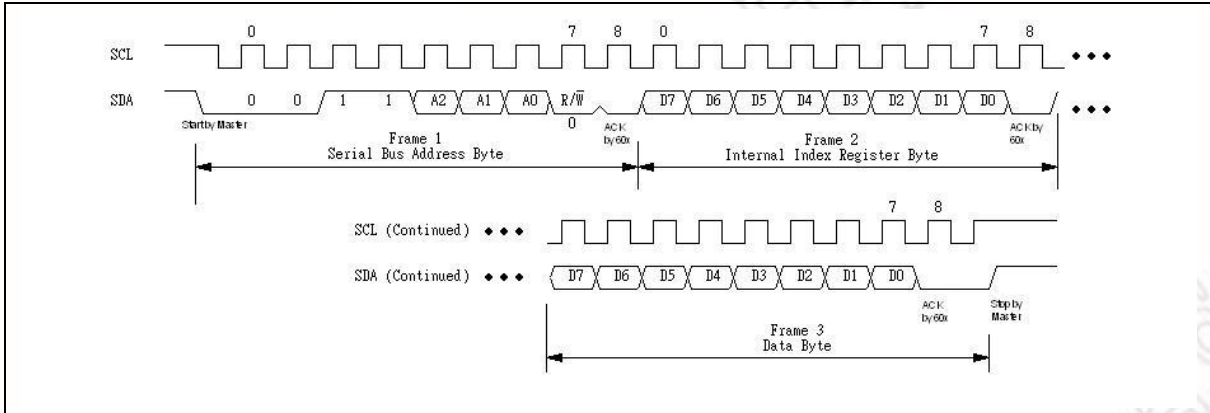 0 7 8 0 7 8
SCL
SDA 0 0 1 1 A2 A1 A0 R/W̅ D7 D6 D5 D4 D3 D2 D1 D0
Start by Master 0 ACK by 60x ACK by 60x
Frame 1 Frame 2
Serial Bus Address Byte Internal Index Register Byte
7 8
SCL (Continued)
SDA (Continued) D7 D6 D5 D4 D3 D2 D1 D0
ACK by 60x Stop by Master
Frame 3
Data Byte